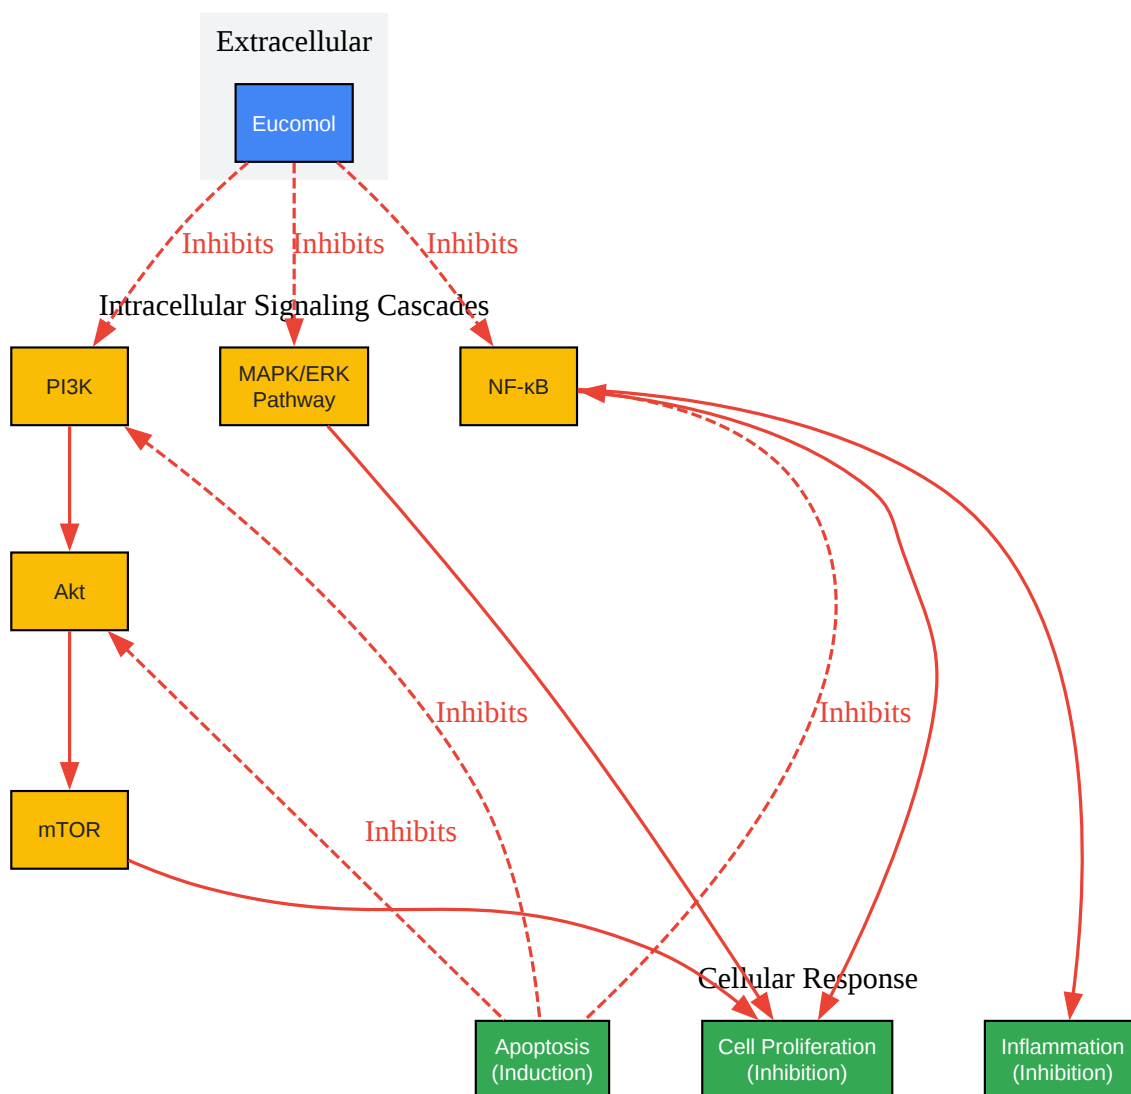 Extracellular
Eucomol
Inhibits
Inhibits
Inhibits
Intracellular Signaling Cascades
PI3K
MAPK/ERK
Pathway
NF-κB
Akt
Inhibits
Inhibits
mTOR
Inhibits
Cellular Response
Apoptosis
(Induction)
Cell Proliferation
(Inhibition)
Inflammation
(Inhibition)